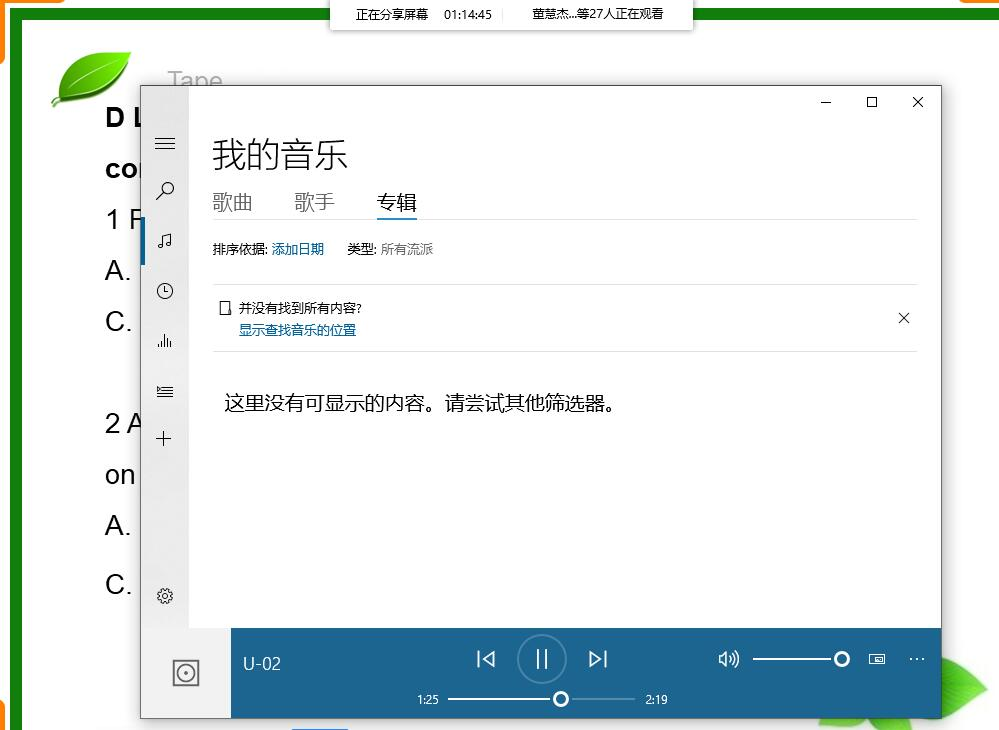 正在分享屏幕 01:14:45 董慧杰...等27人正在观看
Tape
D L
con
1 F
A.
C.
2 A
on
A.
C.
我的音乐
歌曲 歌手 专辑
排序依据: 添加日期 类型: 所有流派
并没有找到所有内容?
显示查找音乐的位置
这里没有可显示的内容。请尝试其他筛选器。
U-02
1:25 2:19